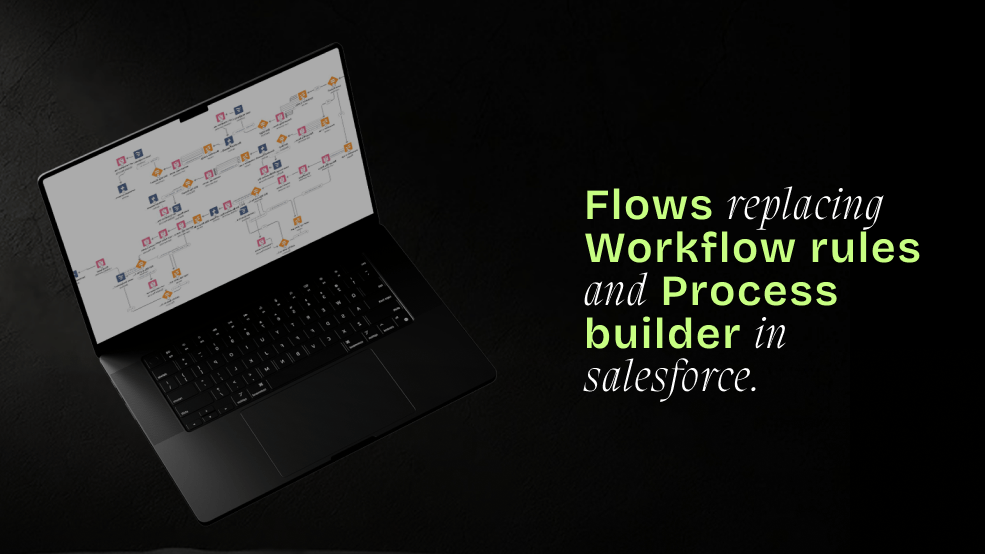 Flows replacing
Workflow rules
and Process
builder in
salesforce.